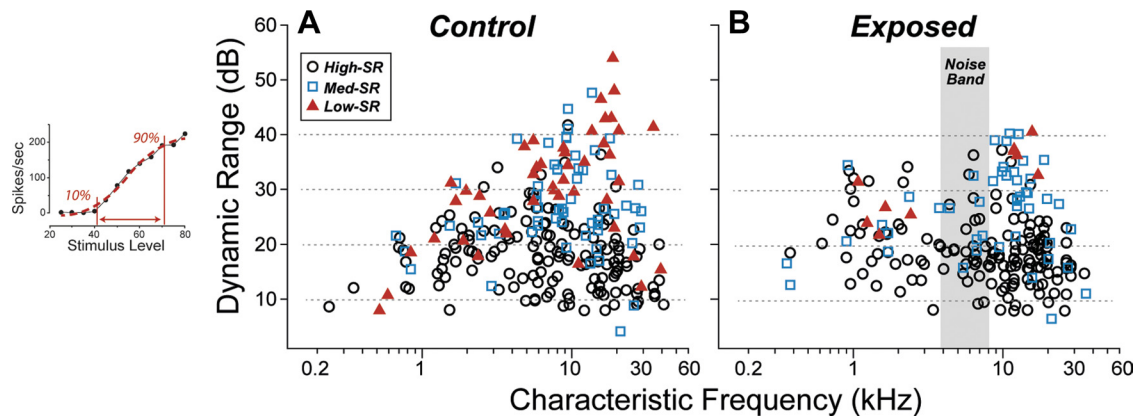 A Control
B Exposed
60
50
40
30
20
10
Dynamic Range (dB)
High-SR
Med-SR
Low-SR
Noise
Band
200
100
0
Spikes/sec
90%
10%
20 40 60 80
Stimulus Level
0.2 1 10 60
0.2 1 10 60
Characteristic Frequency (kHz)